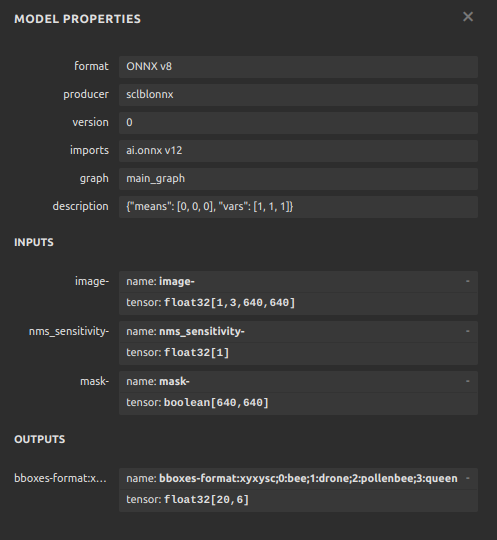 MODEL PROPERTIES ×
format ONNX v8
producer sclblonnx
version 0
imports ai.onnx v12
graph main_graph
description {"means": [0, 0, 0], "vars": [1, 1, 1]}
INPUTS
image- name: image- -
tensor: float32[1,3,640,640]
nms_sensitivity- name: nms_sensitivity- -
tensor: float32[1]
mask- name: mask- -
tensor: boolean[640,640]
OUTPUTS
bboxes-format:x... name: bboxes-format:xyxysc;0:bee;1:drone;2:pollenbee;3:queen -
tensor: float32[20,6]